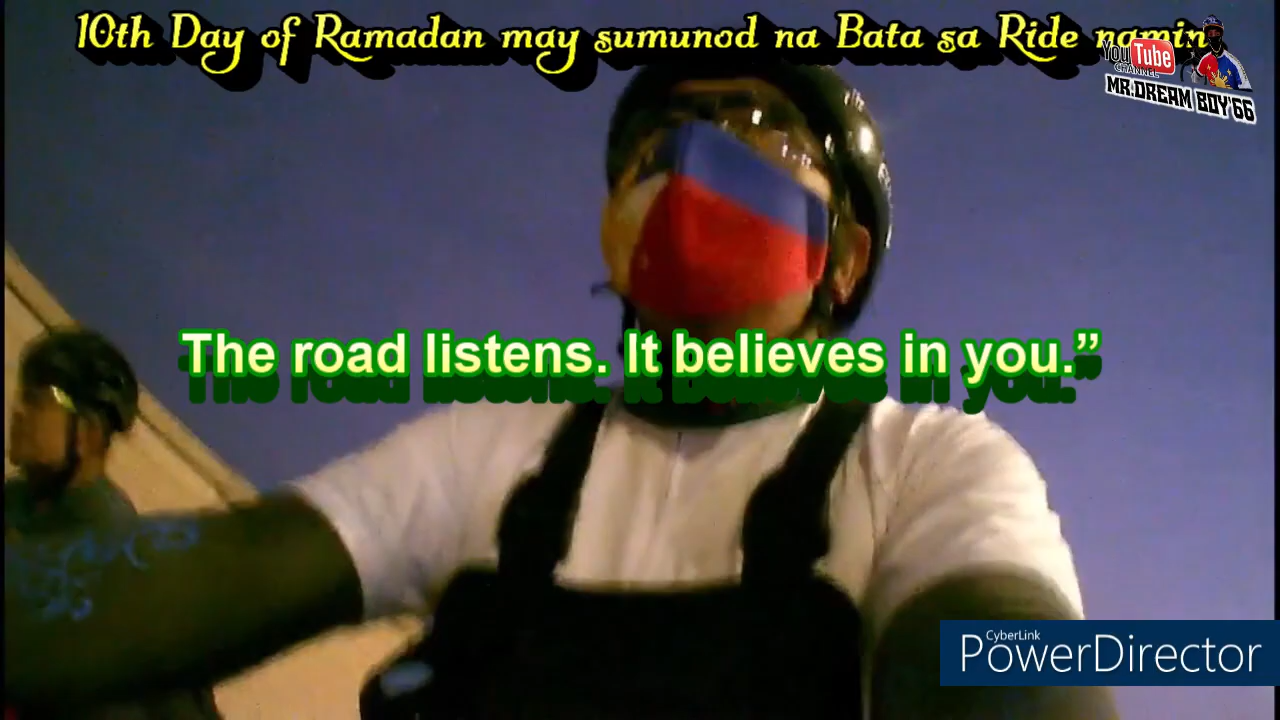 10th Day of Ramadan may sumunod na Bata sa Ride namin
YouTube
CHANNEL
MR.DREAM BOY'66
The road listens. It believes in you.”
CyberLink
PowerDirector